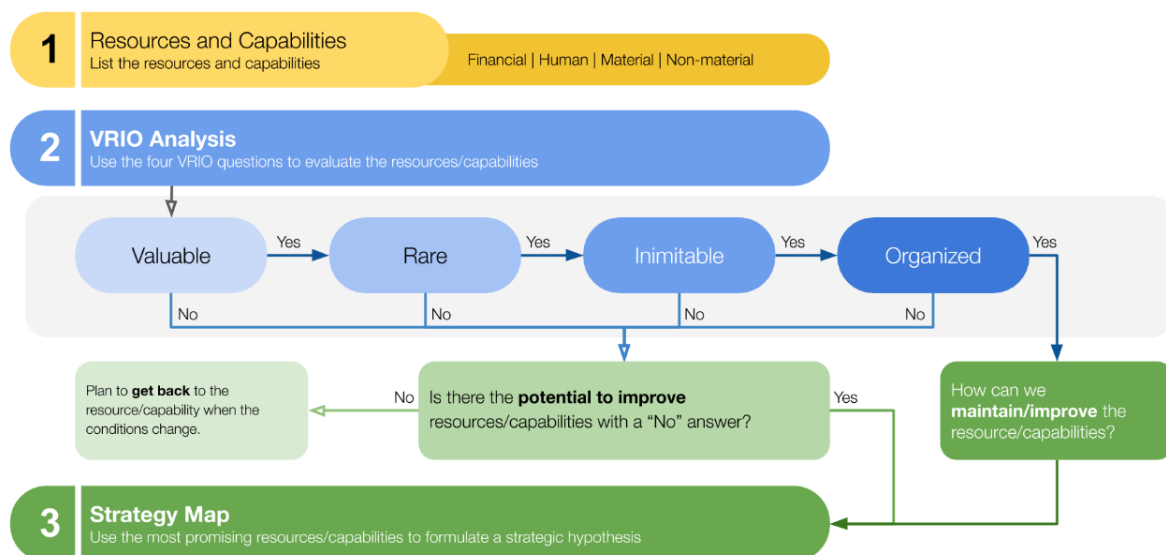 1
Resources and Capabilities
List the resources and capabilities
Financial | Human | Material | Non-material
2
VRIO Analysis
Use the four VRIO questions to evaluate the resources/capabilities
Valuable
Yes
Rare
Yes
Inimitable
Yes
Organized
Yes
No
No
No
No
Plan to get back to the
resource/capability when the
conditions change.
No
Is there the potential to improve
resources/capabilities with a “No” answer?
Yes
How can we
maintain/improve the
resource/capabilities?
3
Strategy Map
Use the most promising resources/capabilities to formulate a strategic hypothesis